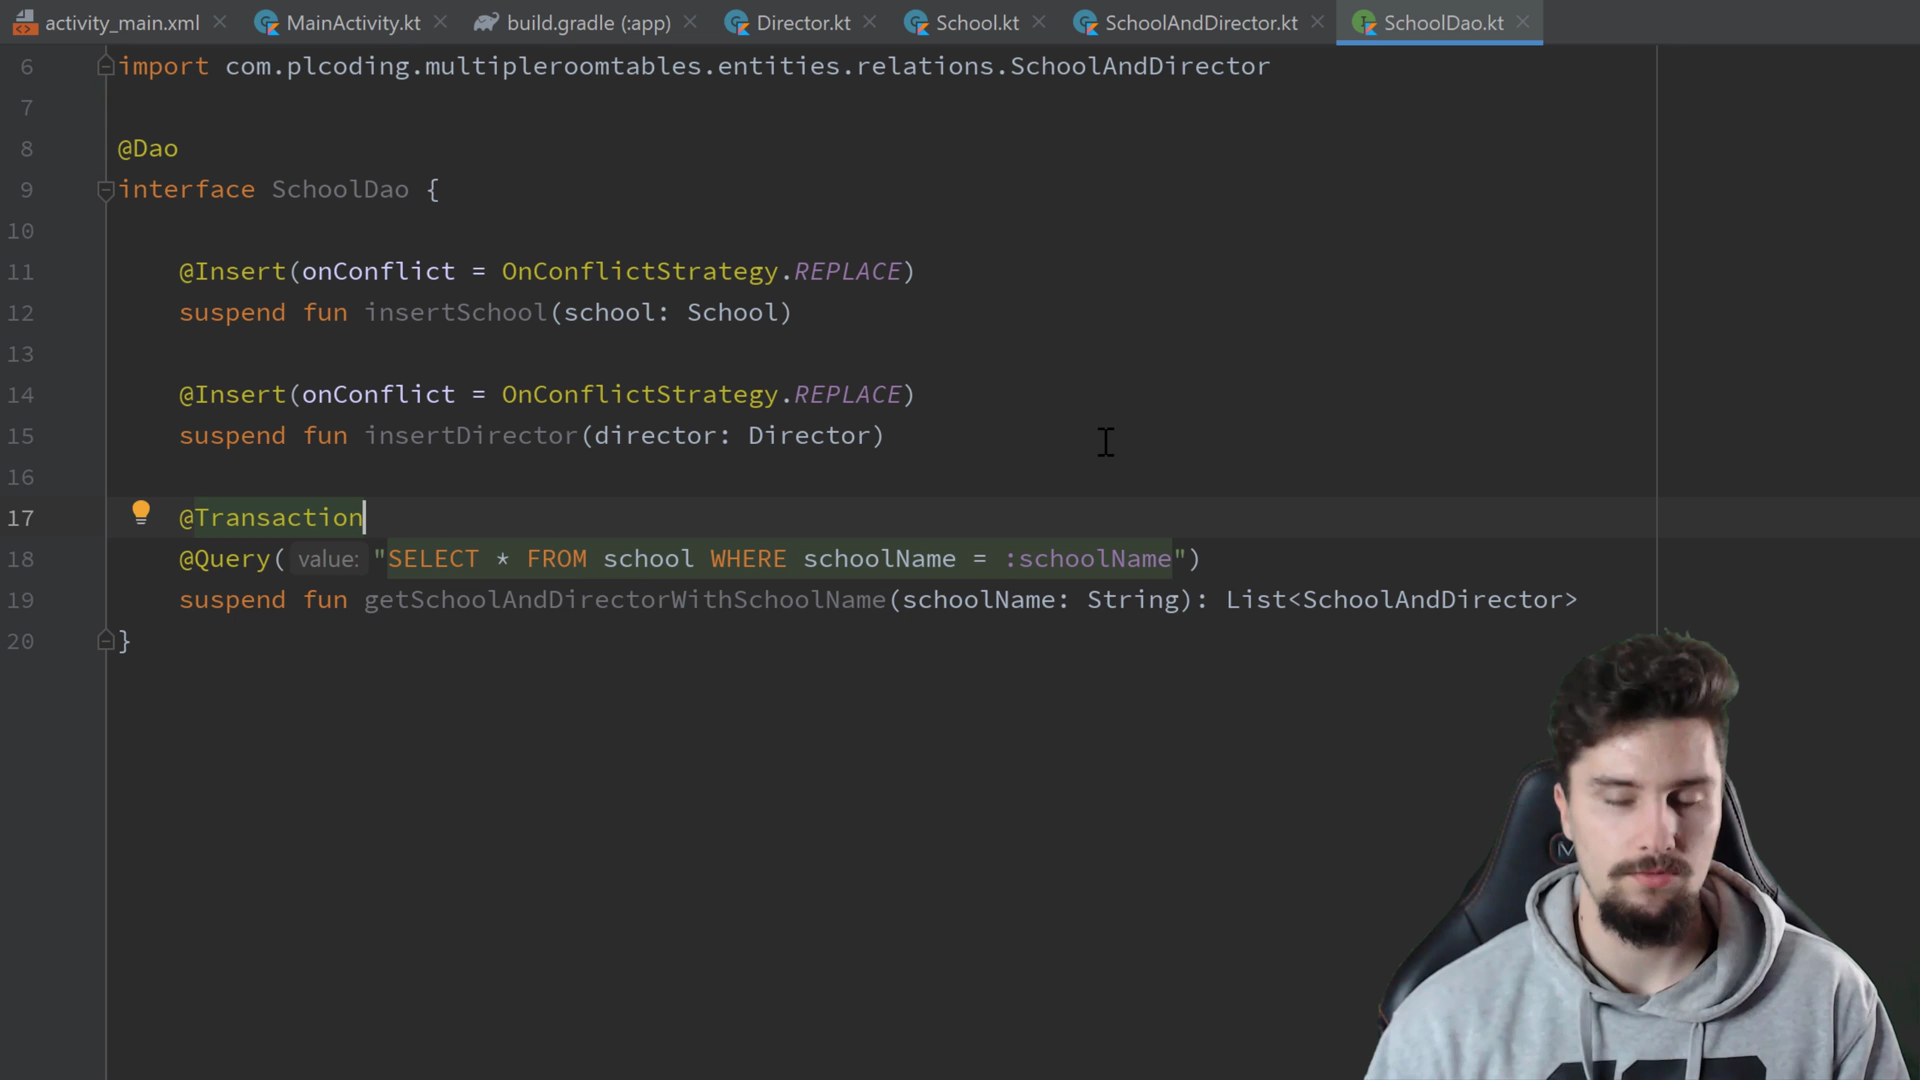 activity_main.xml MainActivity.kt build.gradle (:app) Director.kt School.kt SchoolAndDirector.kt SchoolDao.kt
6 import com.plcoding.multipleroomtables.entities.relations.SchoolAndDirector
7
8 @Dao
9 interface SchoolDao {
10
11 @Insert(onConflict = OnConflictStrategy.REPLACE)
12 suspend fun insertSchool(school: School)
13
14 @Insert(onConflict = OnConflictStrategy.REPLACE)
15 suspend fun insertDirector(director: Director)
16
17 @Transaction
18 @Query( value: "SELECT * FROM school WHERE schoolName = :schoolName")
19 suspend fun getSchoolAndDirectorWithSchoolName(schoolName: String): List<SchoolAndDirector>
20 }